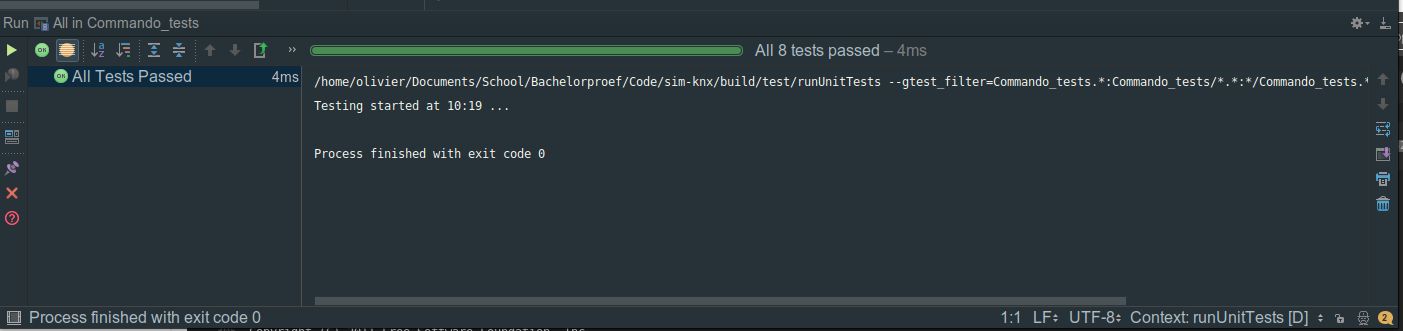 Run All in Commando_tests
All 8 tests passed – 4ms
OK All Tests Passed 4ms
/home/olivier/Documents/School/Bachelorproef/Code/sim-knx/build/test/runUnitTests --gtest_filter=Commando_tests.*:Commando_tests/*.*:*/Commando_tests.*
Testing started at 10:19 ...
Process finished with exit code 0
Process finished with exit code 0 1:1 LF UTF-8 Context: runUnitTests [D] 2